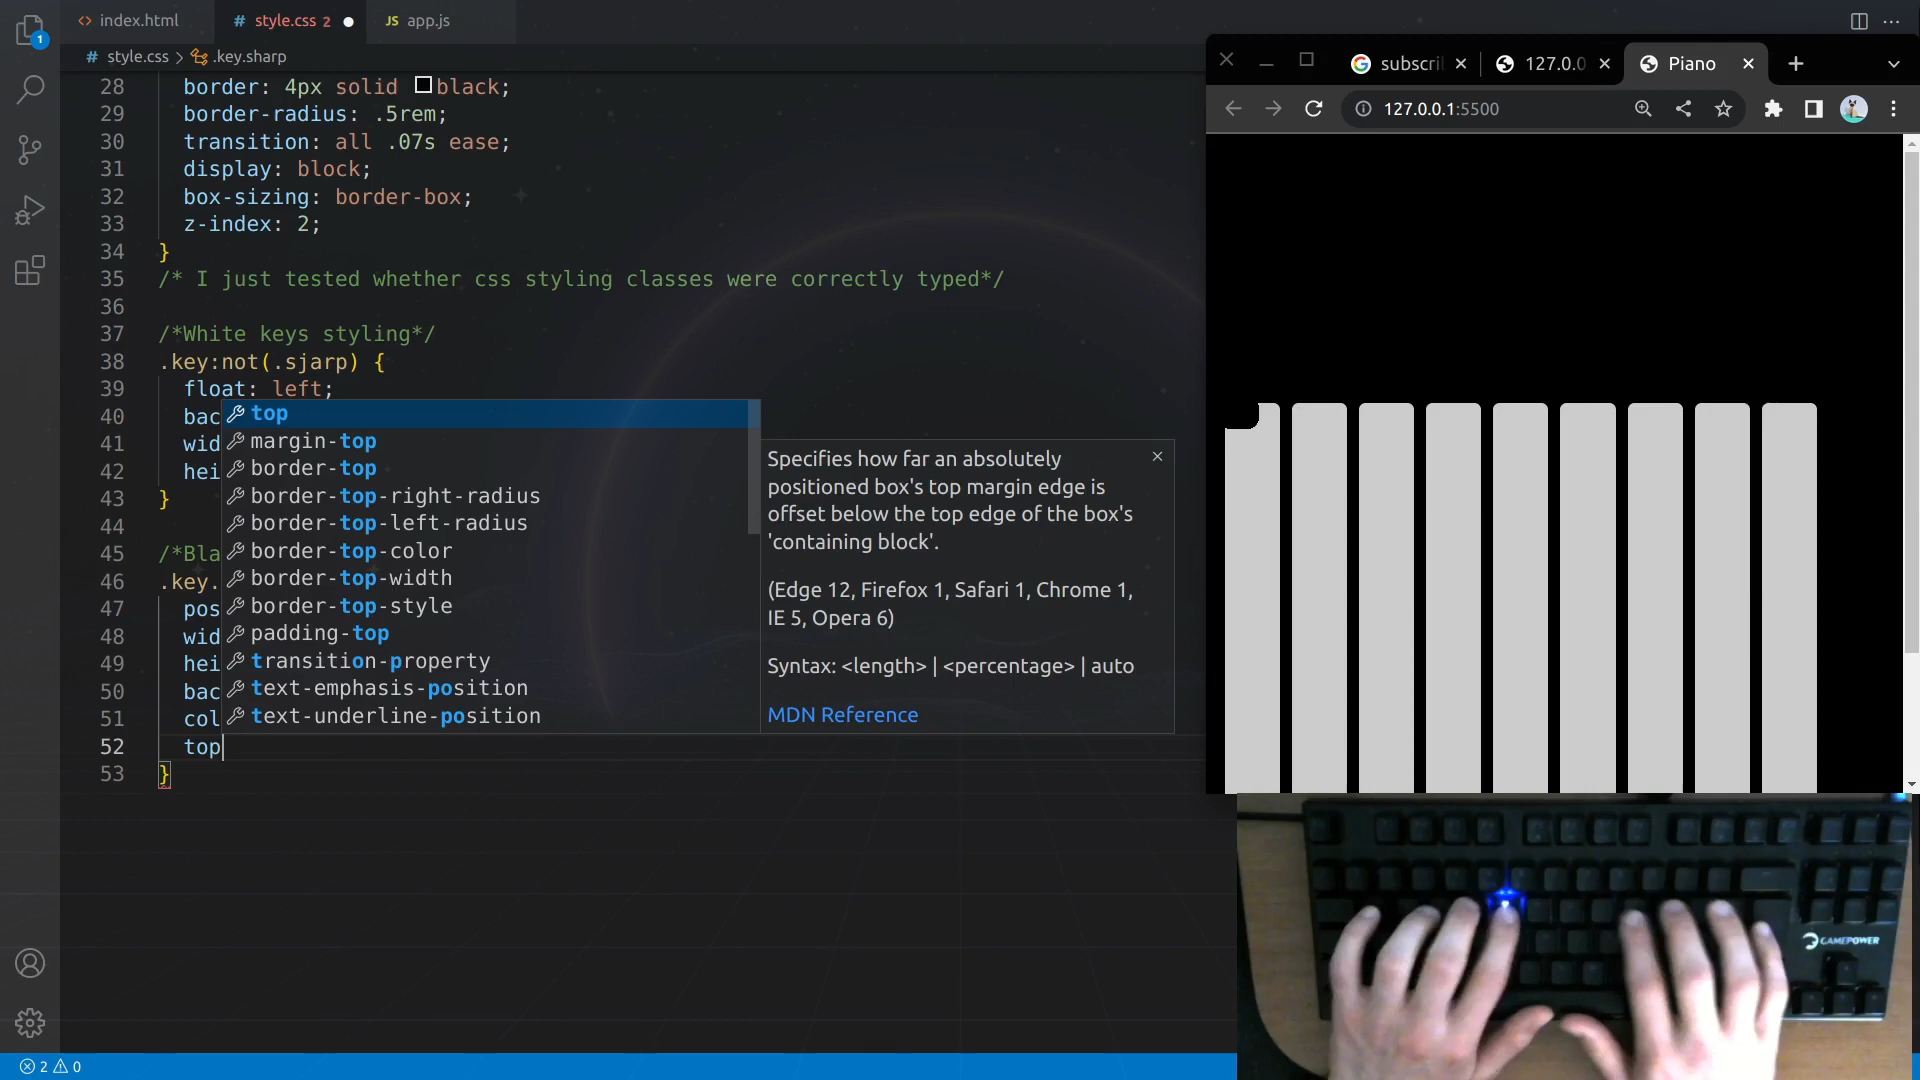 index.html
style.css 2
JS app.js
# style.css > .key.sharp
28 border: 4px solid black;
29 border-radius: .5rem;
30 transition: all .07s ease;
31 display: block;
32 box-sizing: border-box;
33 z-index: 2;
34 }
35 /* I just tested whether css styling classes were correctly typed*/
36
37 /*White keys styling*/
38 .key:not(.sjarp) {
39 float: left;
40 bac
41 wid
42 hei
43 }
44
45 /*Bla
46 .key.
47 pos
48 wid
49 hei
50 bac
51 col
52 top
53 }
top
margin-top
border-top
border-top-right-radius
border-top-left-radius
border-top-color
border-top-width
border-top-style
padding-top
transition-property
text-emphasis-position
text-underline-position
Specifies how far an absolutely
positioned box's top margin edge is
offset below the top edge of the box's
'containing block'.
(Edge 12, Firefox 1, Safari 1, Chrome 1,
IE 5, Opera 6)
Syntax: <length> | <percentage> | auto
MDN Reference
1
2 0
subscri
127.0.0
Piano
127.0.0.1:5500
GAMEPOWER